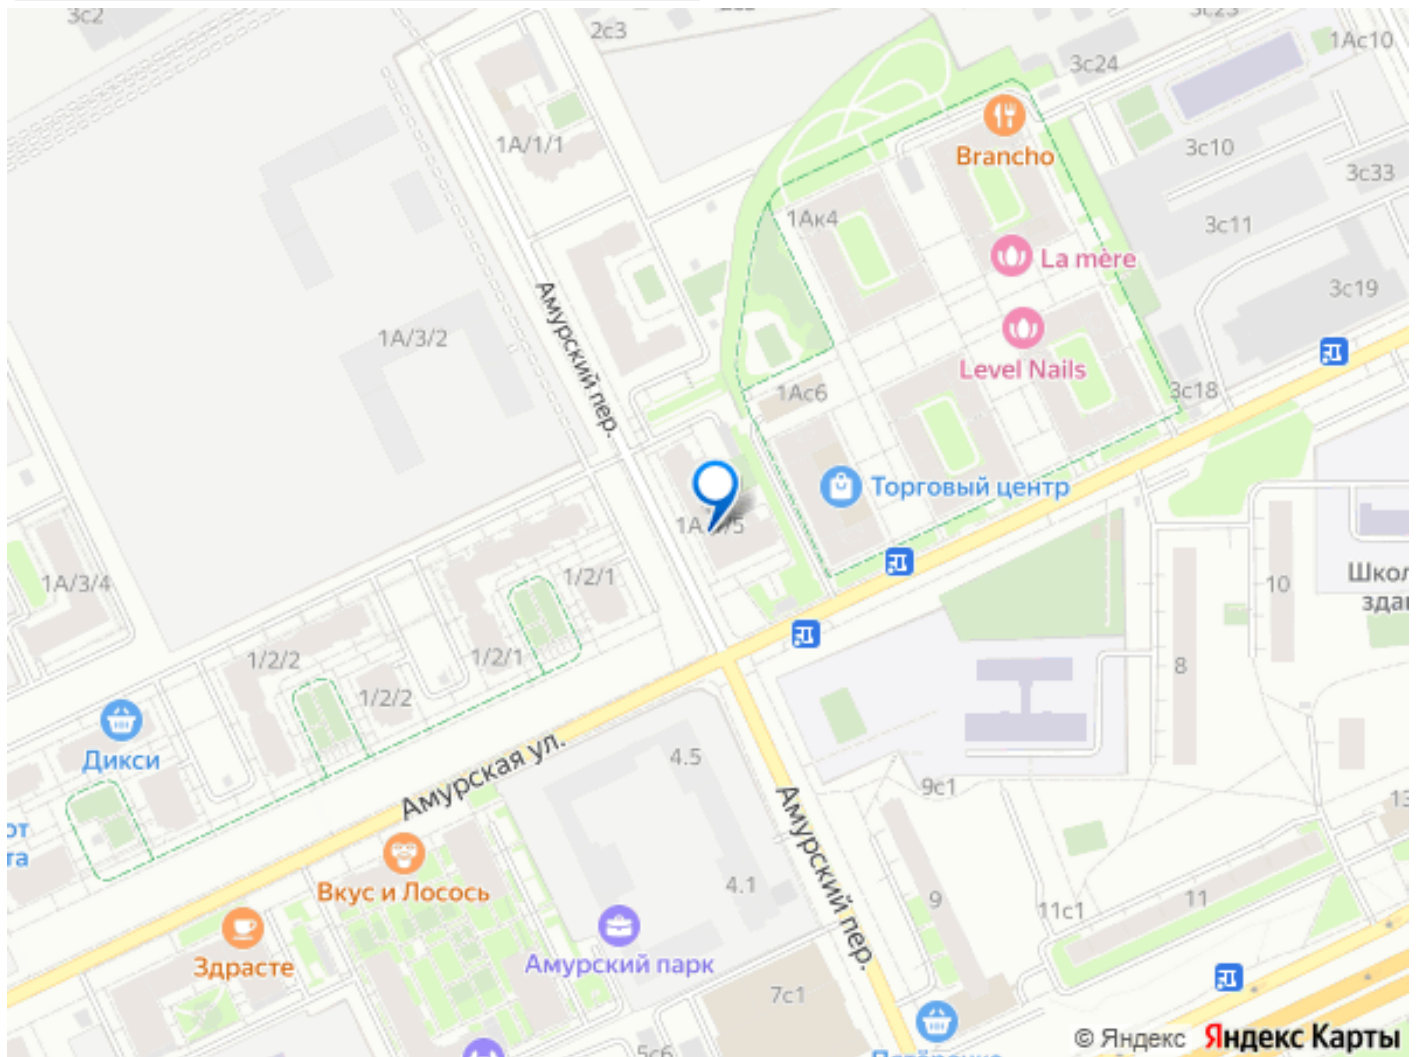 3с2
2с3
3с24
1Ас10
1А/1/1
Brancho
3с10
3с33
1Ак4
3с11
La mère
3с19
Амурский пер.
1А/3/2
Level Nails
3с18
1Ас6
Торговый центр
1А/3/4
1/2/1
10
Школ
1/2/2
1/2/1
8
1/2/2
Дикси
4.5
Амурская ул.
9с1
13
Амурский пер.
Вкус и Лосось
4.1
9
11с1
11
Здрасте
Амурский парк
7с1
5с6
© Яндекс Яндекс Карты